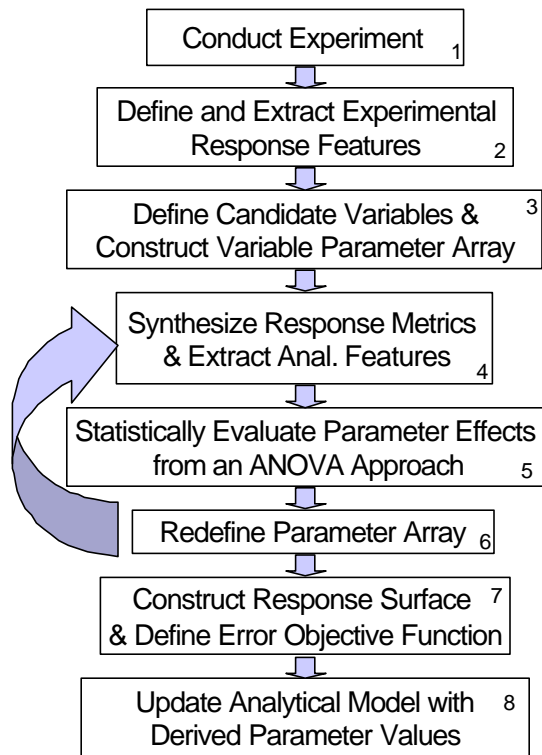 Conduct Experiment 1
Define and Extract Experimental
Response Features 2
Define Candidate Variables & 3
Construct Variable Parameter Array
Synthesize Response Metrics
& Extract Anal. Features 4
Statistically Evaluate Parameter Effects
from an ANOVA Approach 5
Redefine Parameter Array 6
Construct Response Surface 7
& Define Error Objective Function
Update Analytical Model with 8
Derived Parameter Values